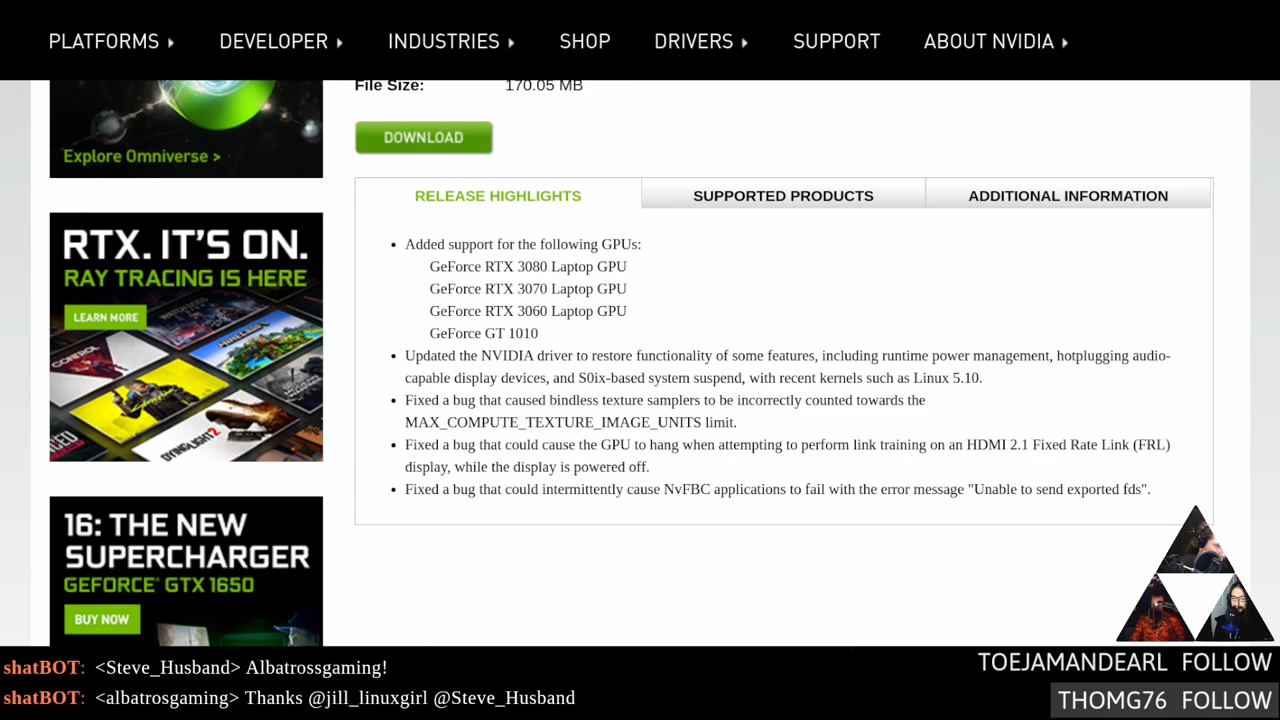 PLATFORMS DEVELOPER INDUSTRIES SHOP DRIVERS SUPPORT ABOUT NVIDIA
File Size: 170.05 MB
Explore Omniverse >
DOWNLOAD
RELEASE HIGHLIGHTS SUPPORTED PRODUCTS ADDITIONAL INFORMATION
RTX. IT'S ON.
RAY TRACING IS HERE
LEARN MORE
CONTROL
MINECRAFT
DYING LIGHT 2
• Added support for the following GPUs:
GeForce RTX 3080 Laptop GPU
GeForce RTX 3070 Laptop GPU
GeForce RTX 3060 Laptop GPU
GeForce GT 1010
• Updated the NVIDIA driver to restore functionality of some features, including runtime power management, hotplugging audio-
capable display devices, and S0ix-based system suspend, with recent kernels such as Linux 5.10.
• Fixed a bug that caused bindless texture samplers to be incorrectly counted towards the
MAX_COMPUTE_TEXTURE_IMAGE_UNITS limit.
• Fixed a bug that could cause the GPU to hang when attempting to perform link training on an HDMI 2.1 Fixed Rate Link (FRL)
display, while the display is powered off.
• Fixed a bug that could intermittently cause NvFBC applications to fail with the error message "Unable to send exported fds".
16: THE NEW
SUPERCHARGER
GEFORCE® GTX 1650
BUY NOW
shatBOT: <Steve_Husband> Albatrossgaming!
shatBOT: <albatrosgaming> Thanks @jill_linuxgirl @Steve_Husband
TOEJAMANDEARL FOLLOW
THOMG76 FOLLOW